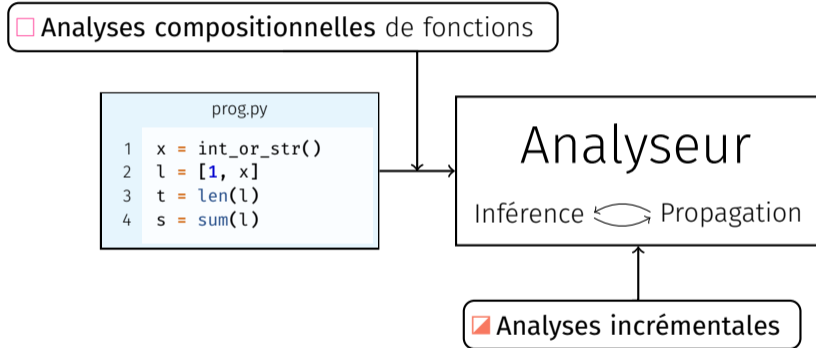 Analyses compositionnelles de fonctions
prog.py
1 x = int_or_str()
2 l = [1, x]
3 t = len(l)
4 s = sum(l)
Analyseur
Inférence Propagation
Analyses incrémentales